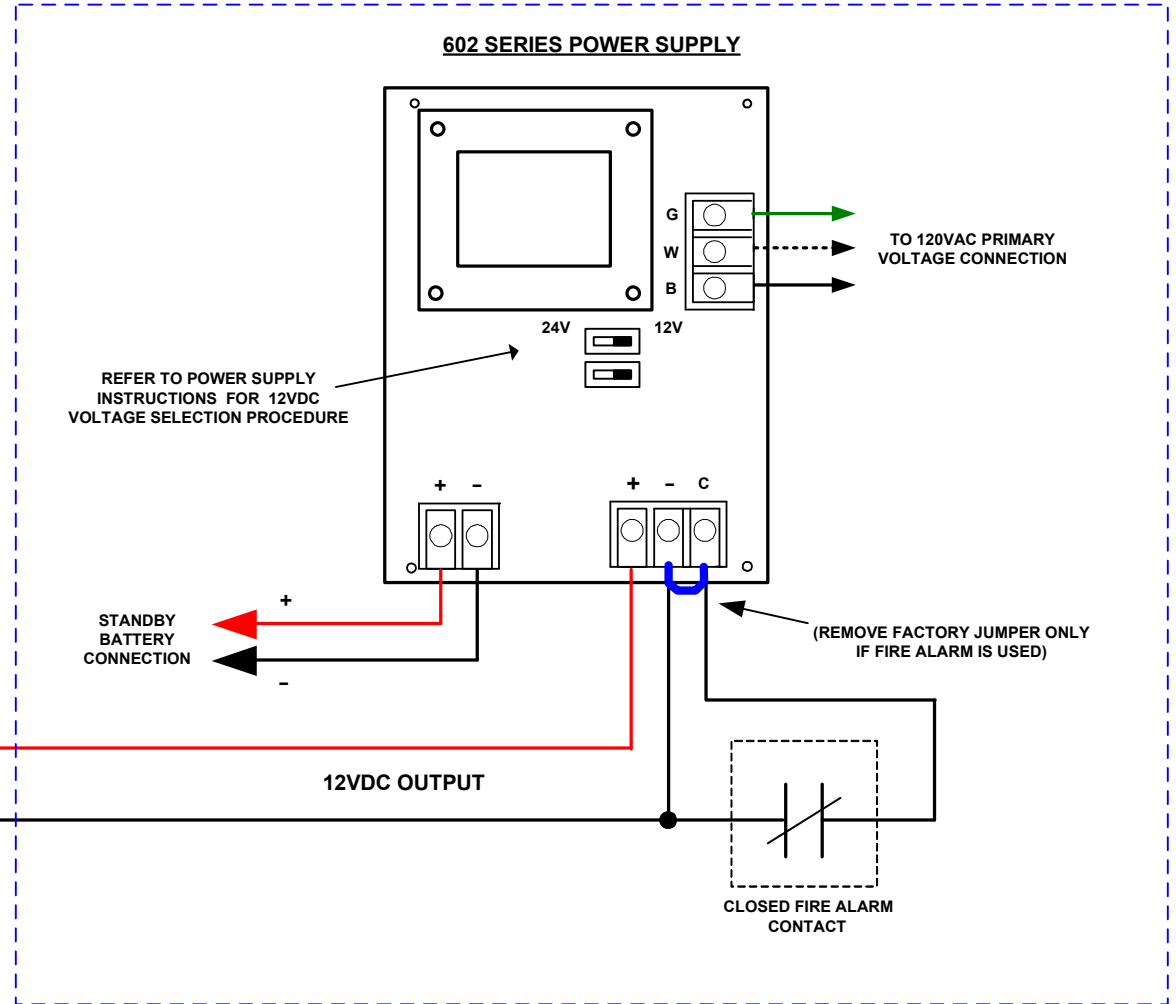 602 SERIES POWER SUPPLY
G
W
B
TO 120VAC PRIMARY
VOLTAGE CONNECTION
24V
12V
REFER TO POWER SUPPLY
INSTRUCTIONS FOR 12VDC
VOLTAGE SELECTION PROCEDURE
+ -
+ - C
STANDBY
BATTERY
CONNECTION
+
-
(REMOVE FACTORY JUMPER ONLY
IF FIRE ALARM IS USED)
12VDC OUTPUT
CLOSED FIRE ALARM
CONTACT